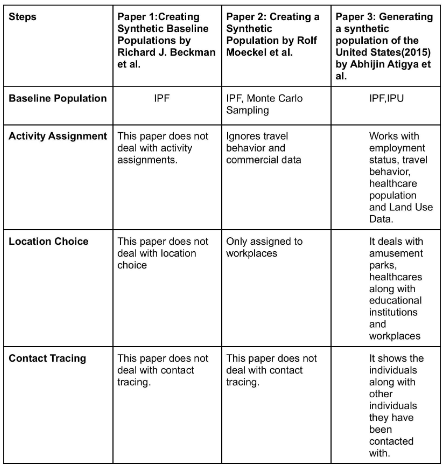 Steps
Paper 1:Creating
Synthetic Baseline
Populations by
Richard J. Beckman
et al.
Paper 2: Creating a
Synthetic
Population by Rolf
Moeckel et al.
Paper 3: Generating
a synthetic
population of the
United States(2015)
by Abhijin Atigya et
al.
Baseline Population
IPF
IPF, Monte Carlo
Sampling
IPF,IPU
Activity Assignment
This paper does not
deal with activity
assignments.
Ignores travel
behavior and
commercial data
Works with
employment
status, travel
behavior,
healthcare
population
and Land Use
Data.
Location Choice
This paper does not
deal with location
choice
Only assigned to
workplaces
It deals with
amusement
parks,
healthcares
along with
educational
institutions
and
workplaces
Contact Tracing
This paper does not
deal with contact
tracing.
This paper does not
deal with contact
tracing.
It shows the
individuals
along with
other
individuals
they have
been
contacted
with.